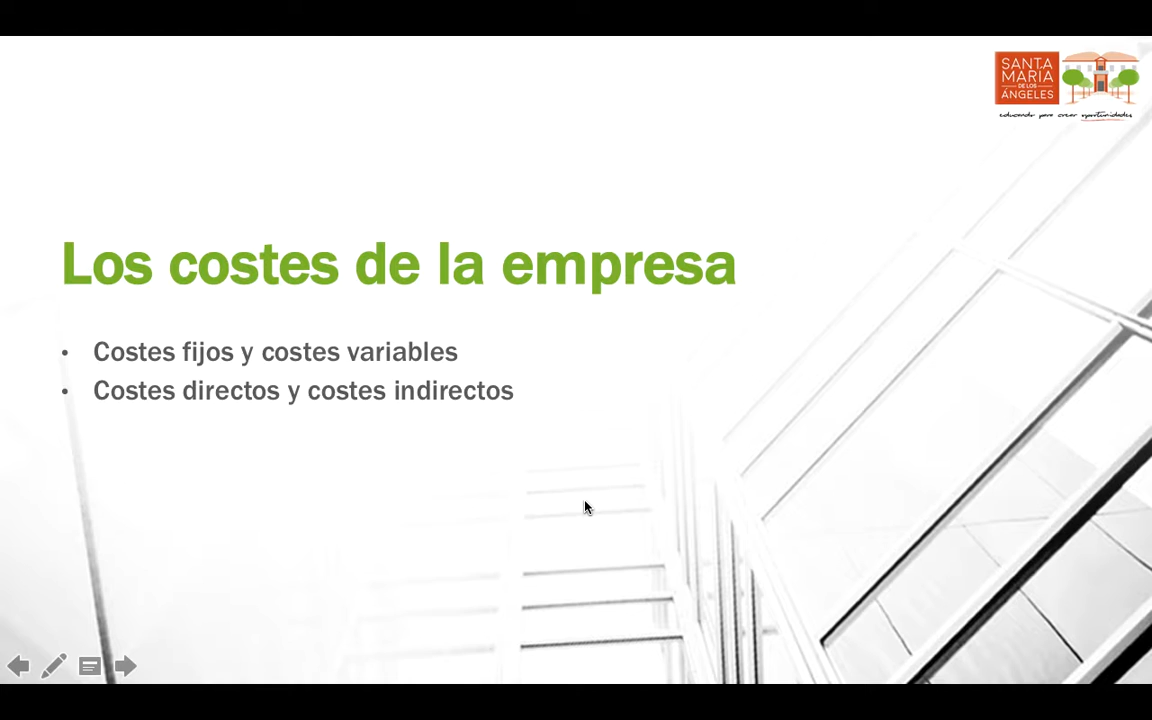 SANTA
MARIA
DE LOS
ÁNGELES
educando para crear oportunidades
Los costes de la empresa
• Costes fijos y costes variables
• Costes directos y costes indirectos